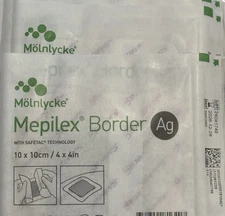 Mölnlycke
Mölnlycke
Mepilex® Border Ag
WITH SAFETAC® TECHNOLOGY
10 x 10cm / 4 x 4in